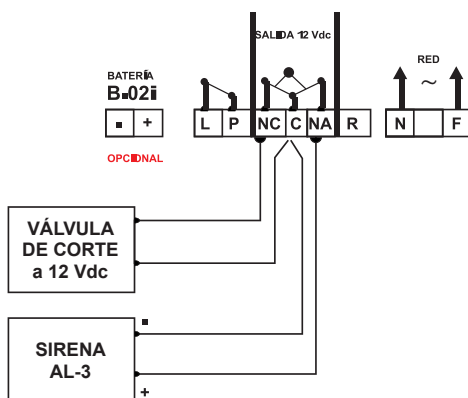 SALIDA 12 Vdc
RED
~
BATERÍA
B-02i
- +
L P NC C NA R
N F
OPCIONAL
VÁLVULA
DE CORTE
a 12 Vdc
-
SIRENA
AL-3
+